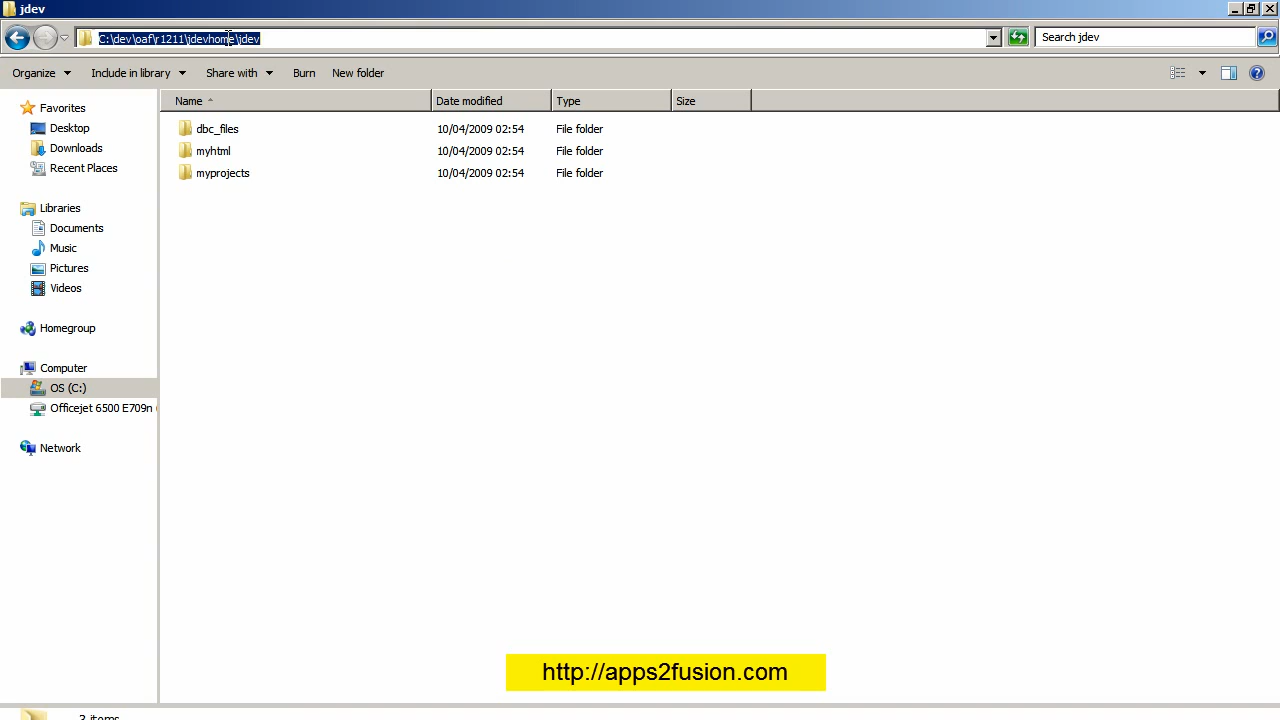 jdev
C:\dev\oaf\r1211\jdevhome\jdev
Search jdev
Organize
Include in library
Share with
Burn
New folder
Name
Date modified
Type
Size
Favorites
Desktop
Downloads
Recent Places
Libraries
Documents
Music
Pictures
Videos
Homegroup
Computer
OS (C:)
Officejet 6500 E709n
Network
dbc_files 10/04/2009 02:54 File folder
myhtml 10/04/2009 02:54 File folder
myprojects 10/04/2009 02:54 File folder
http://apps2fusion.com
3 items